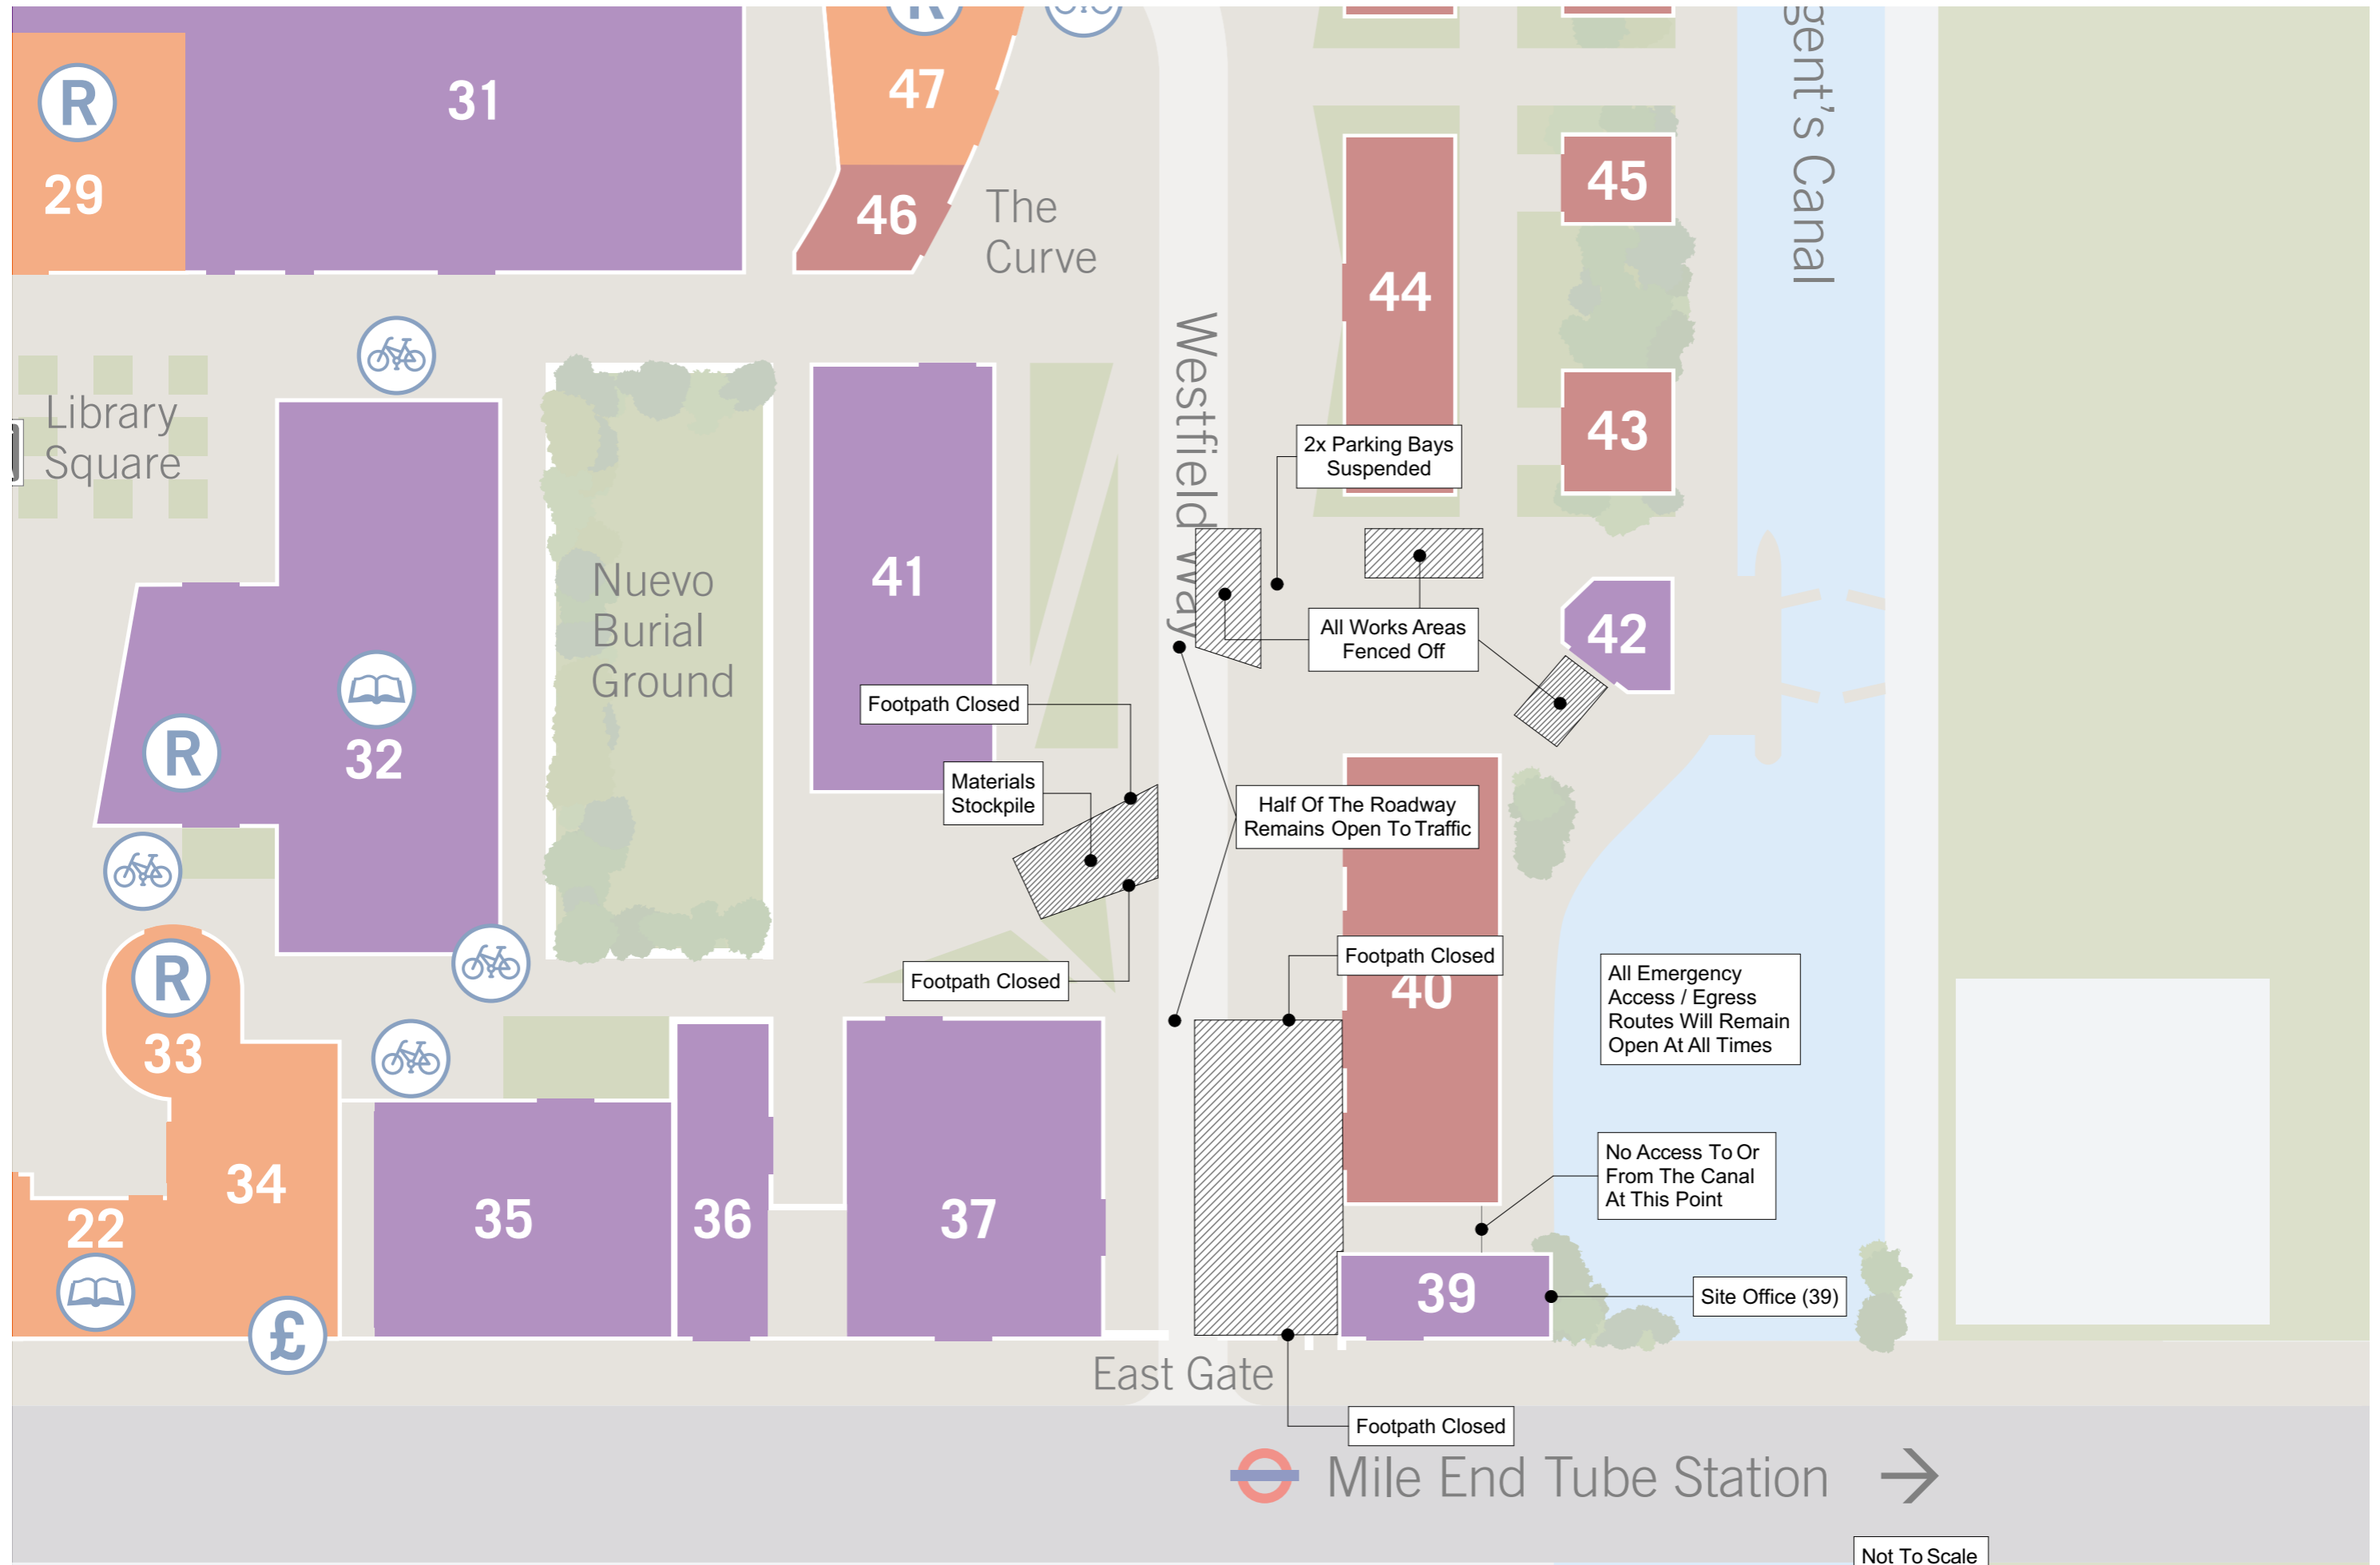 R
47
31
R
29
46
The
Curve
45
44
gent's Canal
Westfield Way
Library
Square
43
2x Parking Bays
Suspended
41
Nuevo
Burial
Ground
42
All Works Areas
Fenced Off
Footpath Closed
R
32
Materials
Stockpile
Half Of The Roadway
Remains Open To Traffic
Footpath Closed
Footpath Closed
40
R
33
All Emergency
Access / Egress
Routes Will Remain
Open At All Times
34
22
35
36
37
No Access To Or
From The Canal
At This Point
39
Site Office (39)
£
East Gate
Footpath Closed
Mile End Tube Station
Not To Scale